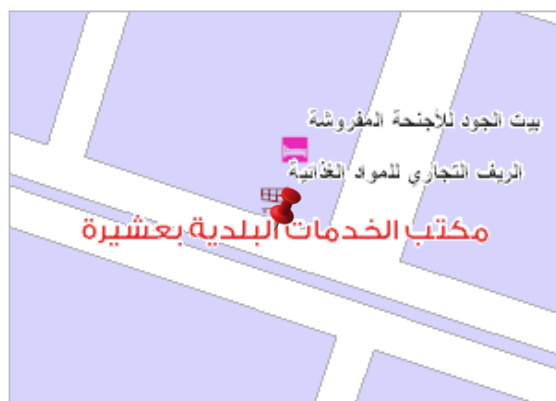 بيت الجود للأجنحة المفروشة
الريف التجاري للمواد الغذائية
مكتب الخدمات البلدية بعشيرة